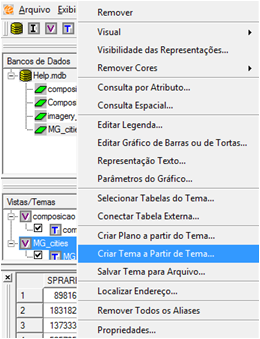 Arquivo Exibi
Bancos de Dados
Help.mdb
composi
Compos
imagery_
MG_citie
Vistas/Temas
V composicao
T com
V MG_cities
T MG
SPRARE
1 89816
2 183182
3 137333
Remover
Visual
Visibilidade das Representações...
Remover Cores
Consulta por Atributo...
Consulta Espacial...
Editar Legenda...
Editar Gráfico de Barras ou de Tortas...
Representação Texto...
Parâmetros do Gráfico...
Selecionar Tabelas do Tema...
Conectar Tabela Externa...
Criar Plano a partir do Tema...
Criar Tema a Partir de Tema...
Salvar Tema para Arquivo...
Localizar Endereço...
Remover Todos os Aliases
Propriedades...